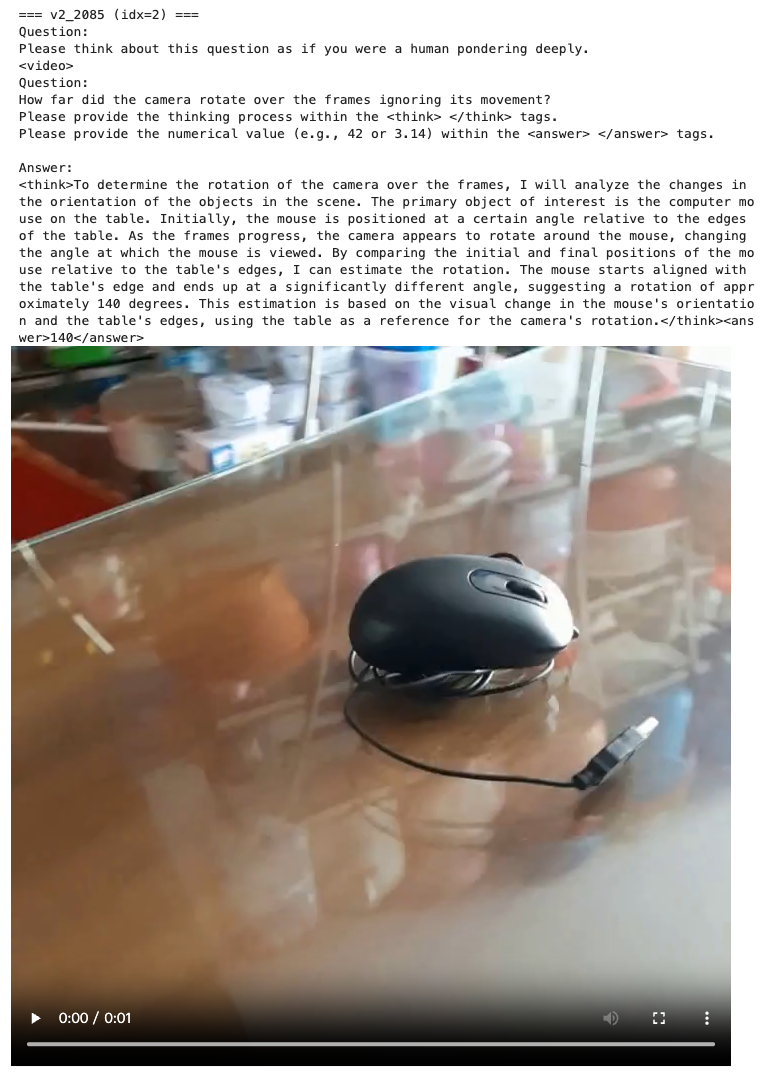 === v2_2085 (idx=2) ===
Question:
Please think about this question as if you were a human pondering deeply.
<video>
Question:
How far did the camera rotate over the frames ignoring its movement?
Please provide the thinking process within the <think> </think> tags.
Please provide the numerical value (e.g., 42 or 3.14) within the <answer> </answer> tags.
Answer:
<think>To determine the rotation of the camera over the frames, I will analyze the changes in
the orientation of the objects in the scene. The primary object of interest is the computer mo
use on the table. Initially, the mouse is positioned at a certain angle relative to the edges
of the table. As the frames progress, the camera appears to rotate around the mouse, changing
the angle at which the mouse is viewed. By comparing the initial and final positions of the mo
use relative to the table's edges, I can estimate the rotation. The mouse starts aligned with
the table's edge and ends up at a significantly different angle, suggesting a rotation of appr
oximately 140 degrees. This estimation is based on the visual change in the mouse's orientatio
n and the table's edges, using the table as a reference for the camera's rotation.</think><ans
wer>140</answer>
0:00 / 0:01